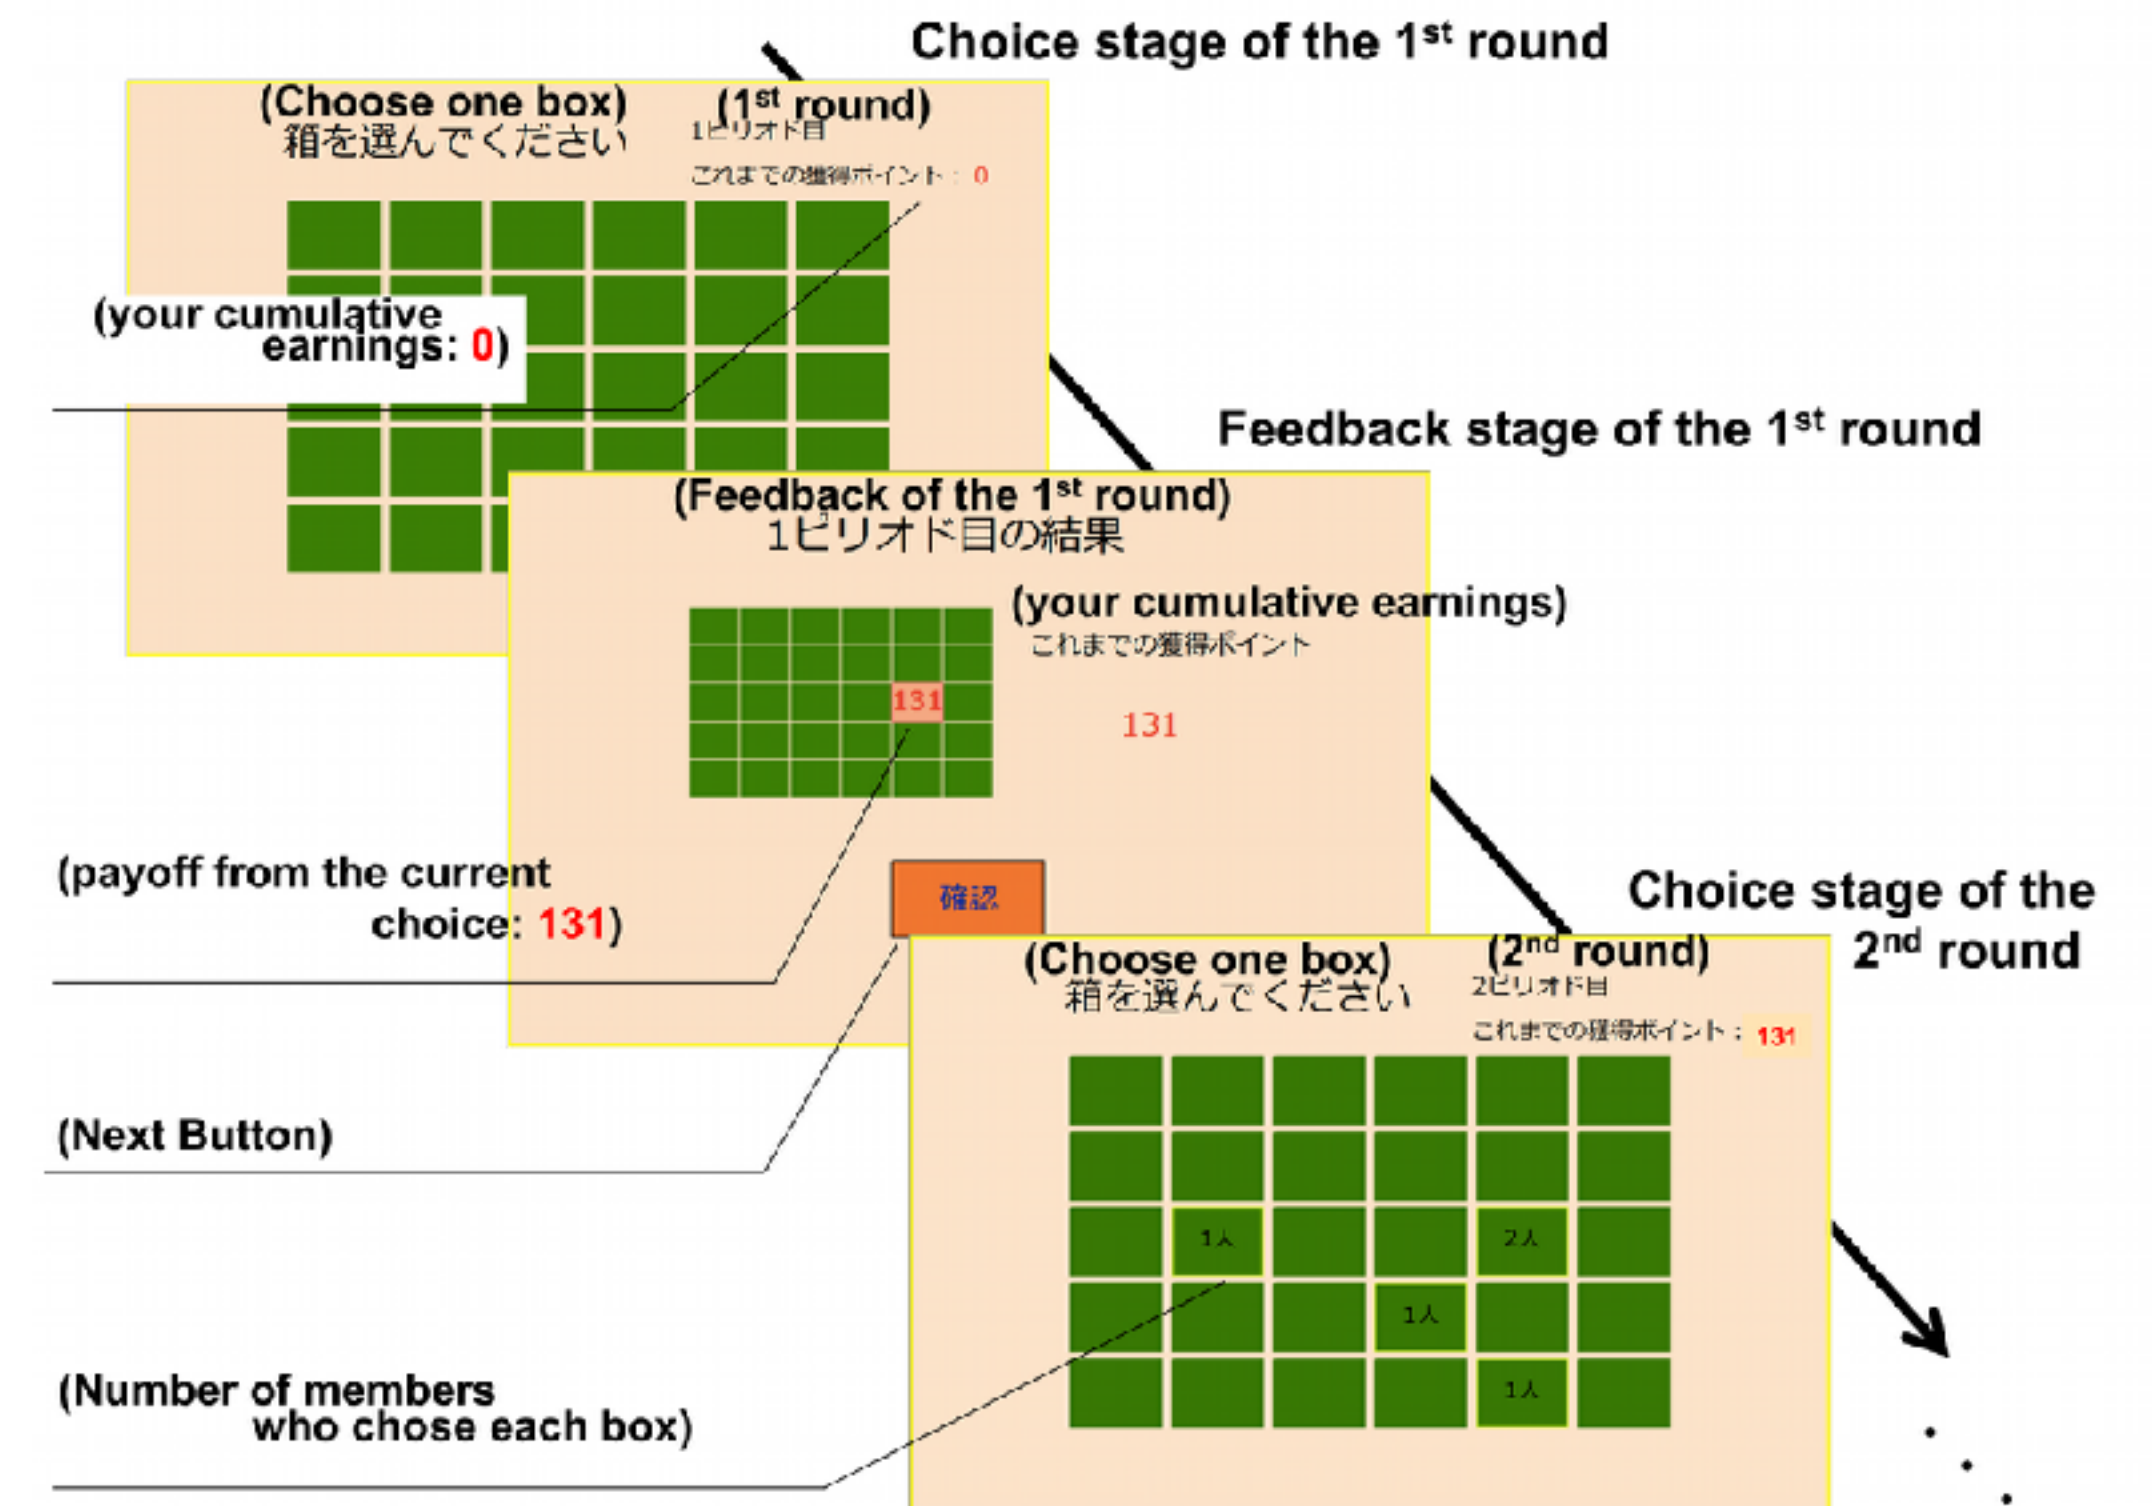 Choice stage of the 1st round
(Choose one box)
(1st round)
箱を選んでください
1ピリオド目
これまでの獲得ポイント： 0
(your cumulative
earnings: 0)
Feedback stage of the 1st round
(Feedback of the 1st round)
1ピリオド目の結果
(your cumulative earnings)
これまでの獲得ポイント
131
131
(payoff from the current
choice: 131)
確認
Choice stage of the
2nd round
(Choose one box)
(2nd round)
箱を選んでください
2ピリオド目
これまでの獲得ポイント： 131
(Next Button)
1人
2人
1人
1人
(Number of members
who chose each box)